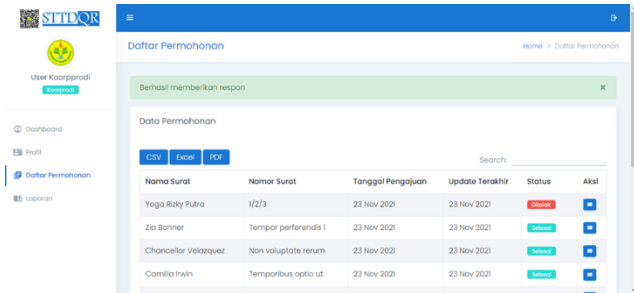 STTDQR
Daftar Permohonan
Home > Daftar Permohonan
User Koorpprodi
Koorprodi
Berhasil memberikan respon
×
Dashboard
Profil
Daftar Permohonan
Laporan
Data Permohonan
CSV Excel PDF
Search:
Nama Surat Nomor Surat Tanggal Pengajuan Update Terakhir Status Aksi
Yoga Rizky Putra 1/2/3 23 Nov 2021 23 Nov 2021 Ditolak
Zia Bonner Tempor perferendis i 23 Nov 2021 23 Nov 2021 Selesai
Chancellor Velazquez Non voluptate rerum 23 Nov 2021 23 Nov 2021 Selesai
Camilla Irwin Temporibus optio ut 23 Nov 2021 23 Nov 2021 Selesai